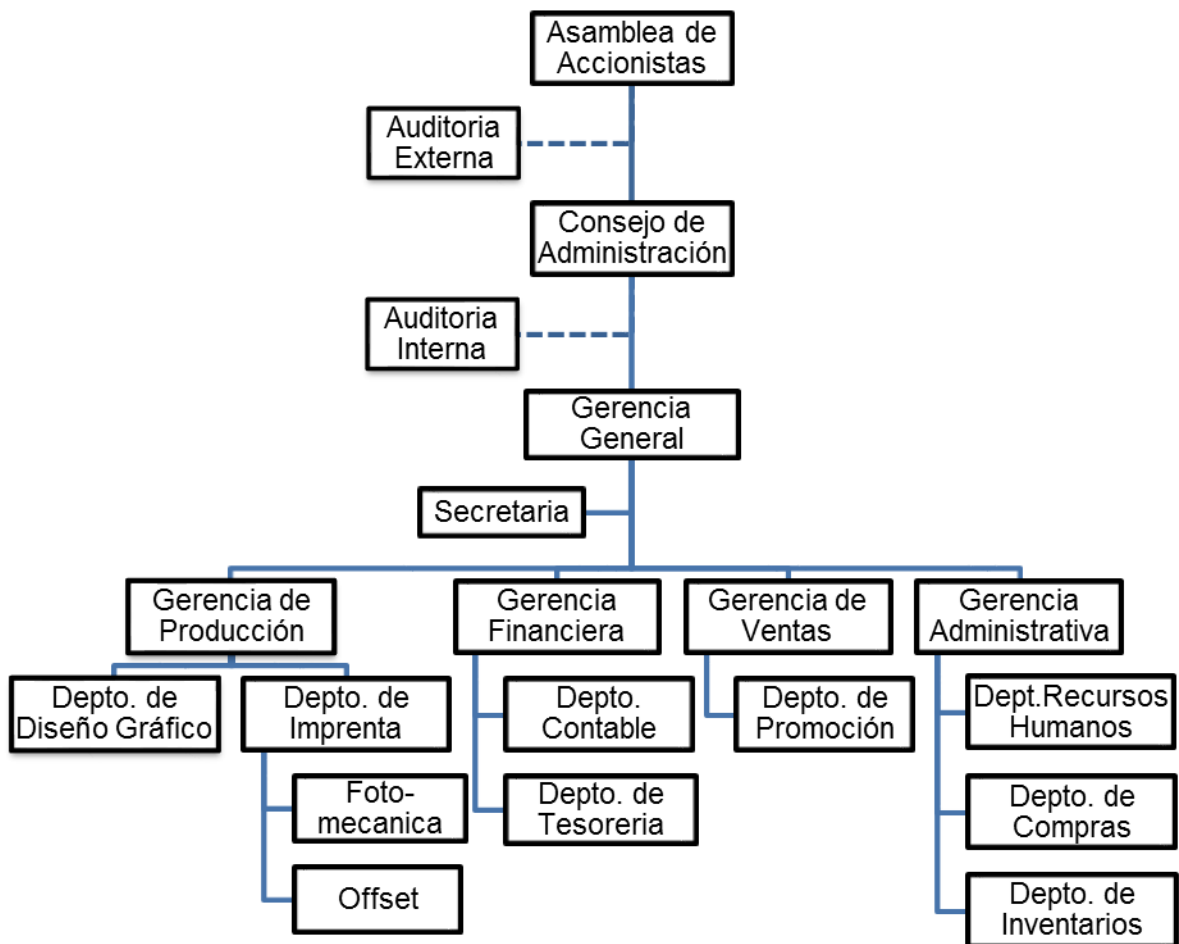 Asamblea de
Accionistas
Auditoria
Externa
Consejo de
Administración
Auditoria
Interna
Gerencia
General
Secretaria
Gerencia de
Producción
Gerencia
Financiera
Gerencia de
Ventas
Gerencia
Administrativa
Depto. de
Diseño Gráfico
Depto. de
Imprenta
Depto.
Contable
Depto. de
Promoción
Dept.Recursos
Humanos
Foto-
mecanica
Depto. de
Tesoreria
Depto. de
Compras
Offset
Depto. de
Inventarios